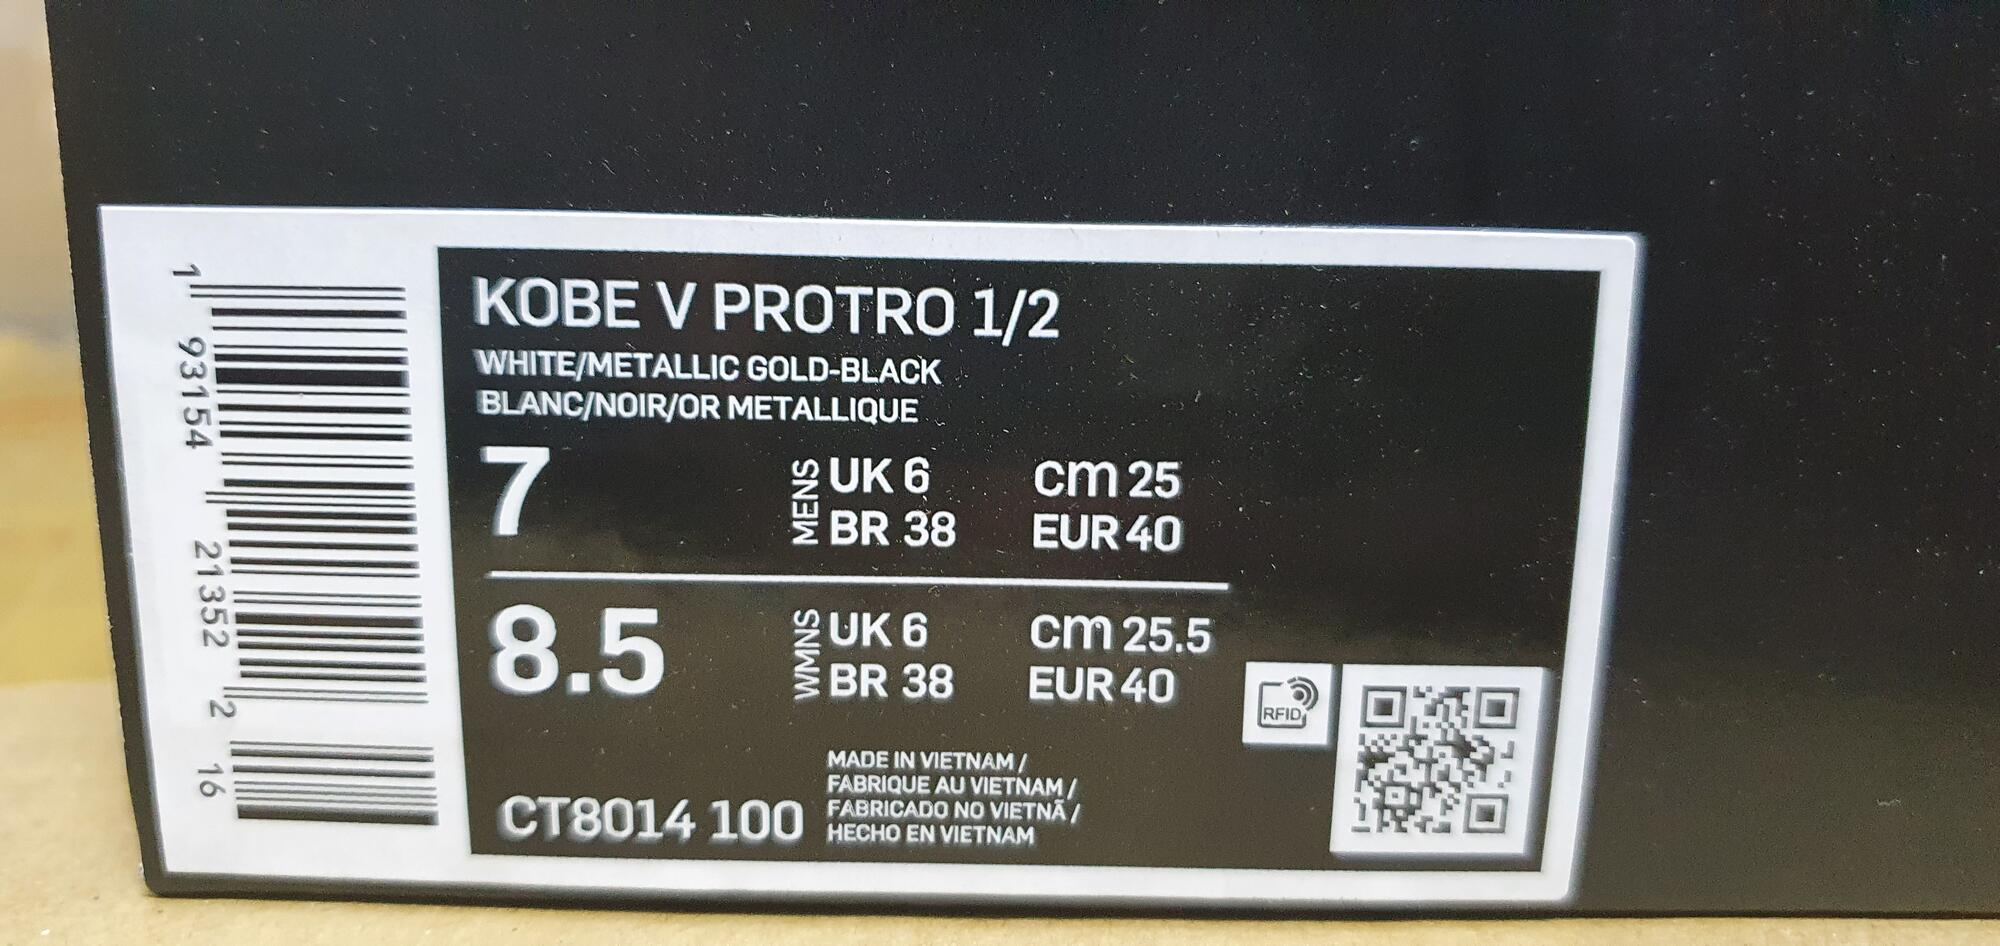 KOBE V PROTRO 1/2
WHITE/METALLIC GOLD-BLACK
BLANC/NOIR/OR METALLIQUE
7
MENS
UK 6 cm 25
BR 38 EUR 40
8.5
WMNS
UK 6 cm 25.5
BR 38 EUR 40
RFID
CT8014 100
MADE IN VIETNAM /
FABRIQUE AU VIETNAM /
FABRICADO NO VIETNÃ /
HECHO EN VIETNAM
1 93154 21352 2 16